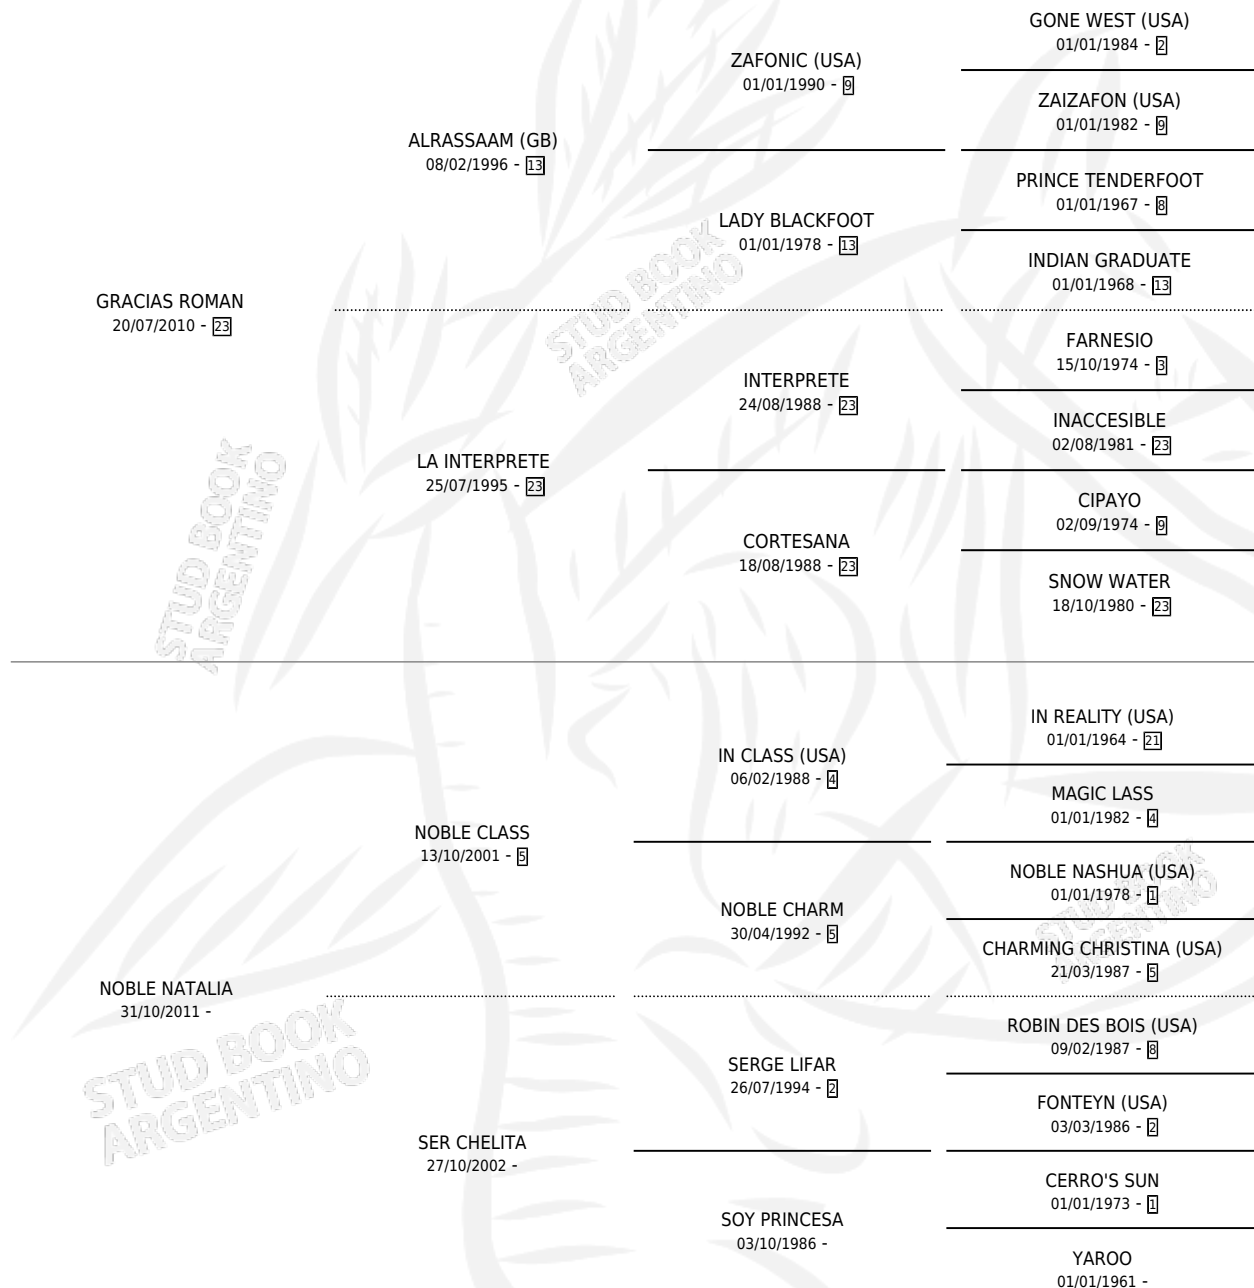 GONE WEST (USA)
01/01/1984 - 2
ZAFONIC (USA)
01/01/1990 - 9
ZAIZAFON (USA)
01/01/1982 - 9
ALRASSAAM (GB)
08/02/1996 - 13
PRINCE TENDERFOOT
01/01/1967 - 8
LADY BLACKFOOT
01/01/1978 - 13
INDIAN GRADUATE
01/01/1968 - 13
GRACIAS ROMAN
20/07/2010 - 23
STUD BOOK
ARGENTINO
FARNESIO
15/10/1974 - 3
INTERPRETE
24/08/1988 - 23
INACCESIBLE
02/08/1981 - 23
LA INTERPRETE
25/07/1995 - 23
CIPAYO
02/09/1974 - 9
CORTESANA
18/08/1988 - 23
SNOW WATER
18/10/1980 - 23
STUD BOOK
ARGENTINO
IN REALITY (USA)
01/01/1964 - 21
IN CLASS (USA)
06/02/1988 - 4
MAGIC LASS
01/01/1982 - 4
NOBLE CLASS
13/10/2001 - 5
NOBLE NASHUA (USA)
01/01/1978 - 1
NOBLE CHARM
30/04/1992 - 5
CHARMING CHRISTINA (USA)
21/03/1987 - 5
STUD BOOK
ARGENTINO
NOBLE NATALIA
31/10/2011 -
ROBIN DES BOIS (USA)
09/02/1987 - 8
SERGE LIFAR
26/07/1994 - 2
FONTEYN (USA)
03/03/1986 - 2
STUD BOOK
ARGENTINO
SER CHELITA
27/10/2002 -
CERRO'S SUN
01/01/1973 - 1
SOY PRINCESA
03/10/1986 -
YAROO
01/01/1961 -